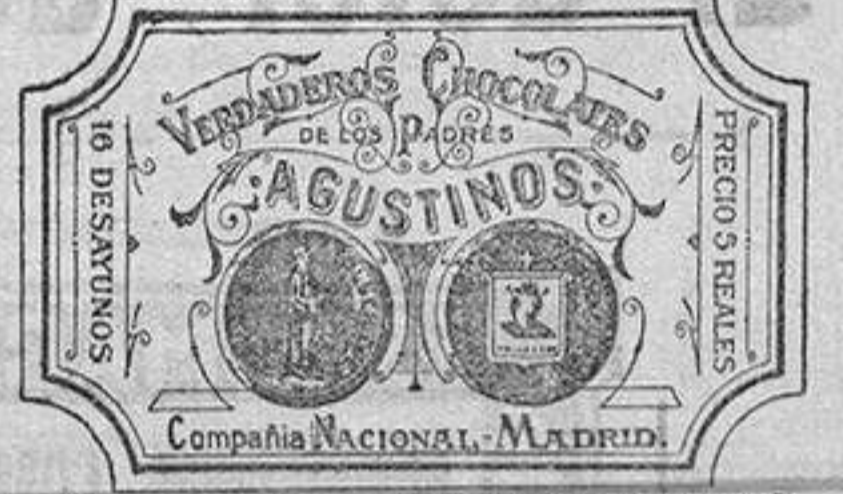 VERDADEROS CHOCOLATES
DE LOS PADRES
AGUSTINOS.
16 DESAYUNOS
PRECIO 5 REALES
Compañia NACIONAL,-MADRID.